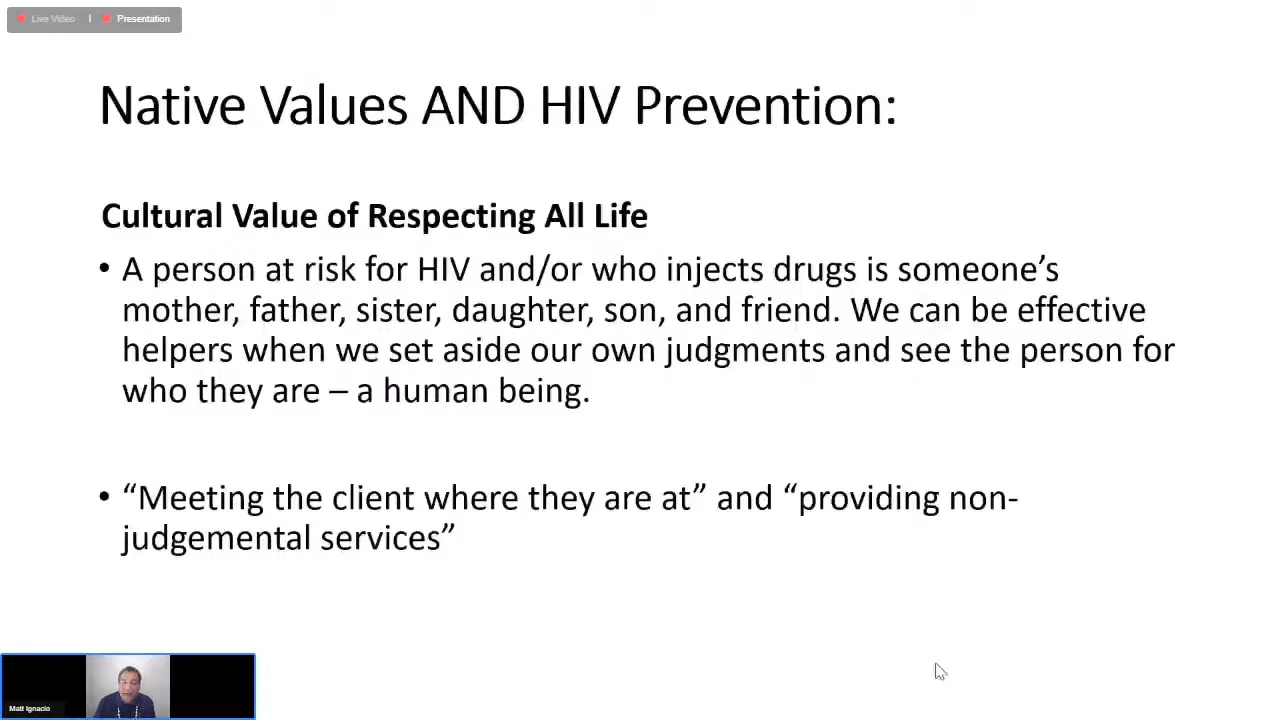 Live Video | Presentation
Native Values AND HIV Prevention:
Cultural Value of Respecting All Life
• A person at risk for HIV and/or who injects drugs is someone’s
mother, father, sister, daughter, son, and friend. We can be effective
helpers when we set aside our own judgments and see the person for
who they are – a human being.
• “Meeting the client where they are at” and “providing non-
judgemental services”
Matt Ignacio